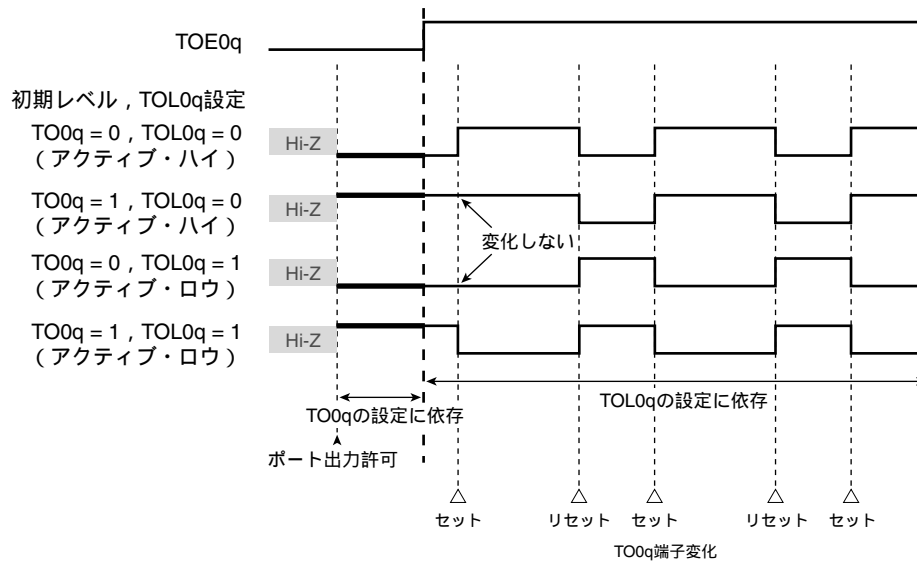 TOE0q
初期レベル，TOL0q設定
TO0q = 0，TOL0q = 0
（アクティブ・ハイ）
Hi-Z
TO0q = 1，TOL0q = 0
（アクティブ・ハイ）
Hi-Z
変化しない
TO0q = 0，TOL0q = 1
（アクティブ・ロウ）
Hi-Z
TO0q = 1，TOL0q = 1
（アクティブ・ロウ）
Hi-Z
TO0qの設定に依存
TOL0qの設定に依存
ポート出力許可
セット
リセット
セット
リセット
セット
TO0q端子変化